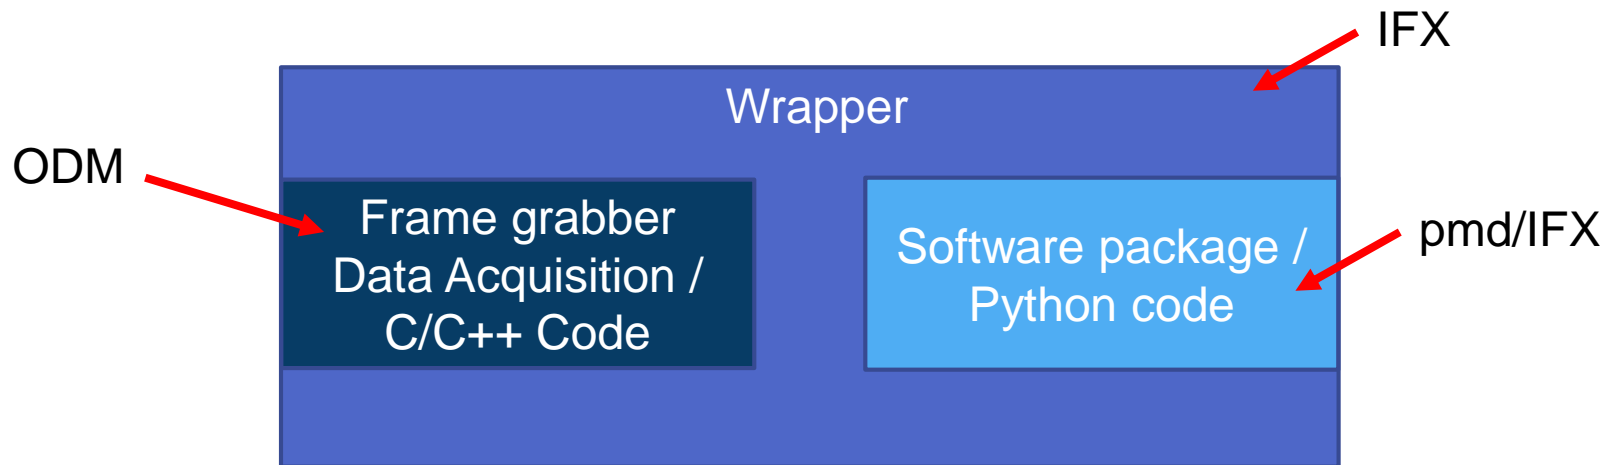 IFX
Wrapper
ODM
Frame grabber
Data Acquisition /
C/C++ Code
Software package /
Python code
pmd/IFX